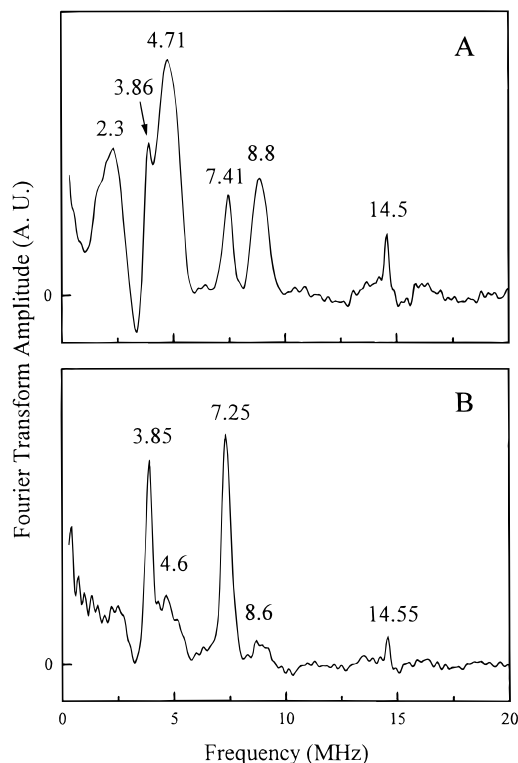 A
4.71
3.86
2.3
8.8
7.41
14.5
0
B
7.25
3.85
4.6
8.6
14.55
0
0 5 10 15 20
Frequency (MHz)
Fourier Transform Amplitude (A. U.)